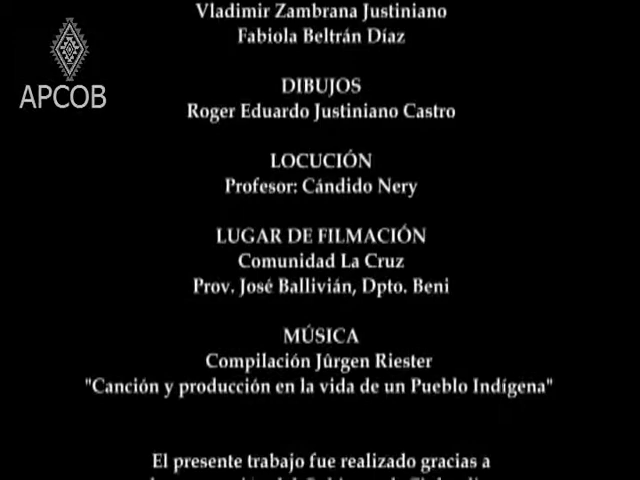 Vladimir Zambrana Justiniano
Fabiola Beltrán Díaz
APCOB
DIBUJOS
Roger Eduardo Justiniano Castro
LOCUCIÓN
Profesor: Cándido Nery
LUGAR DE FILMACIÓN
Comunidad La Cruz
Prov. José Ballivián, Dpto. Beni
MÚSICA
Compilación Jûrgen Riester
"Canción y producción en la vida de un Pueblo Indígena"
El presente trabajo fue realizado gracias a